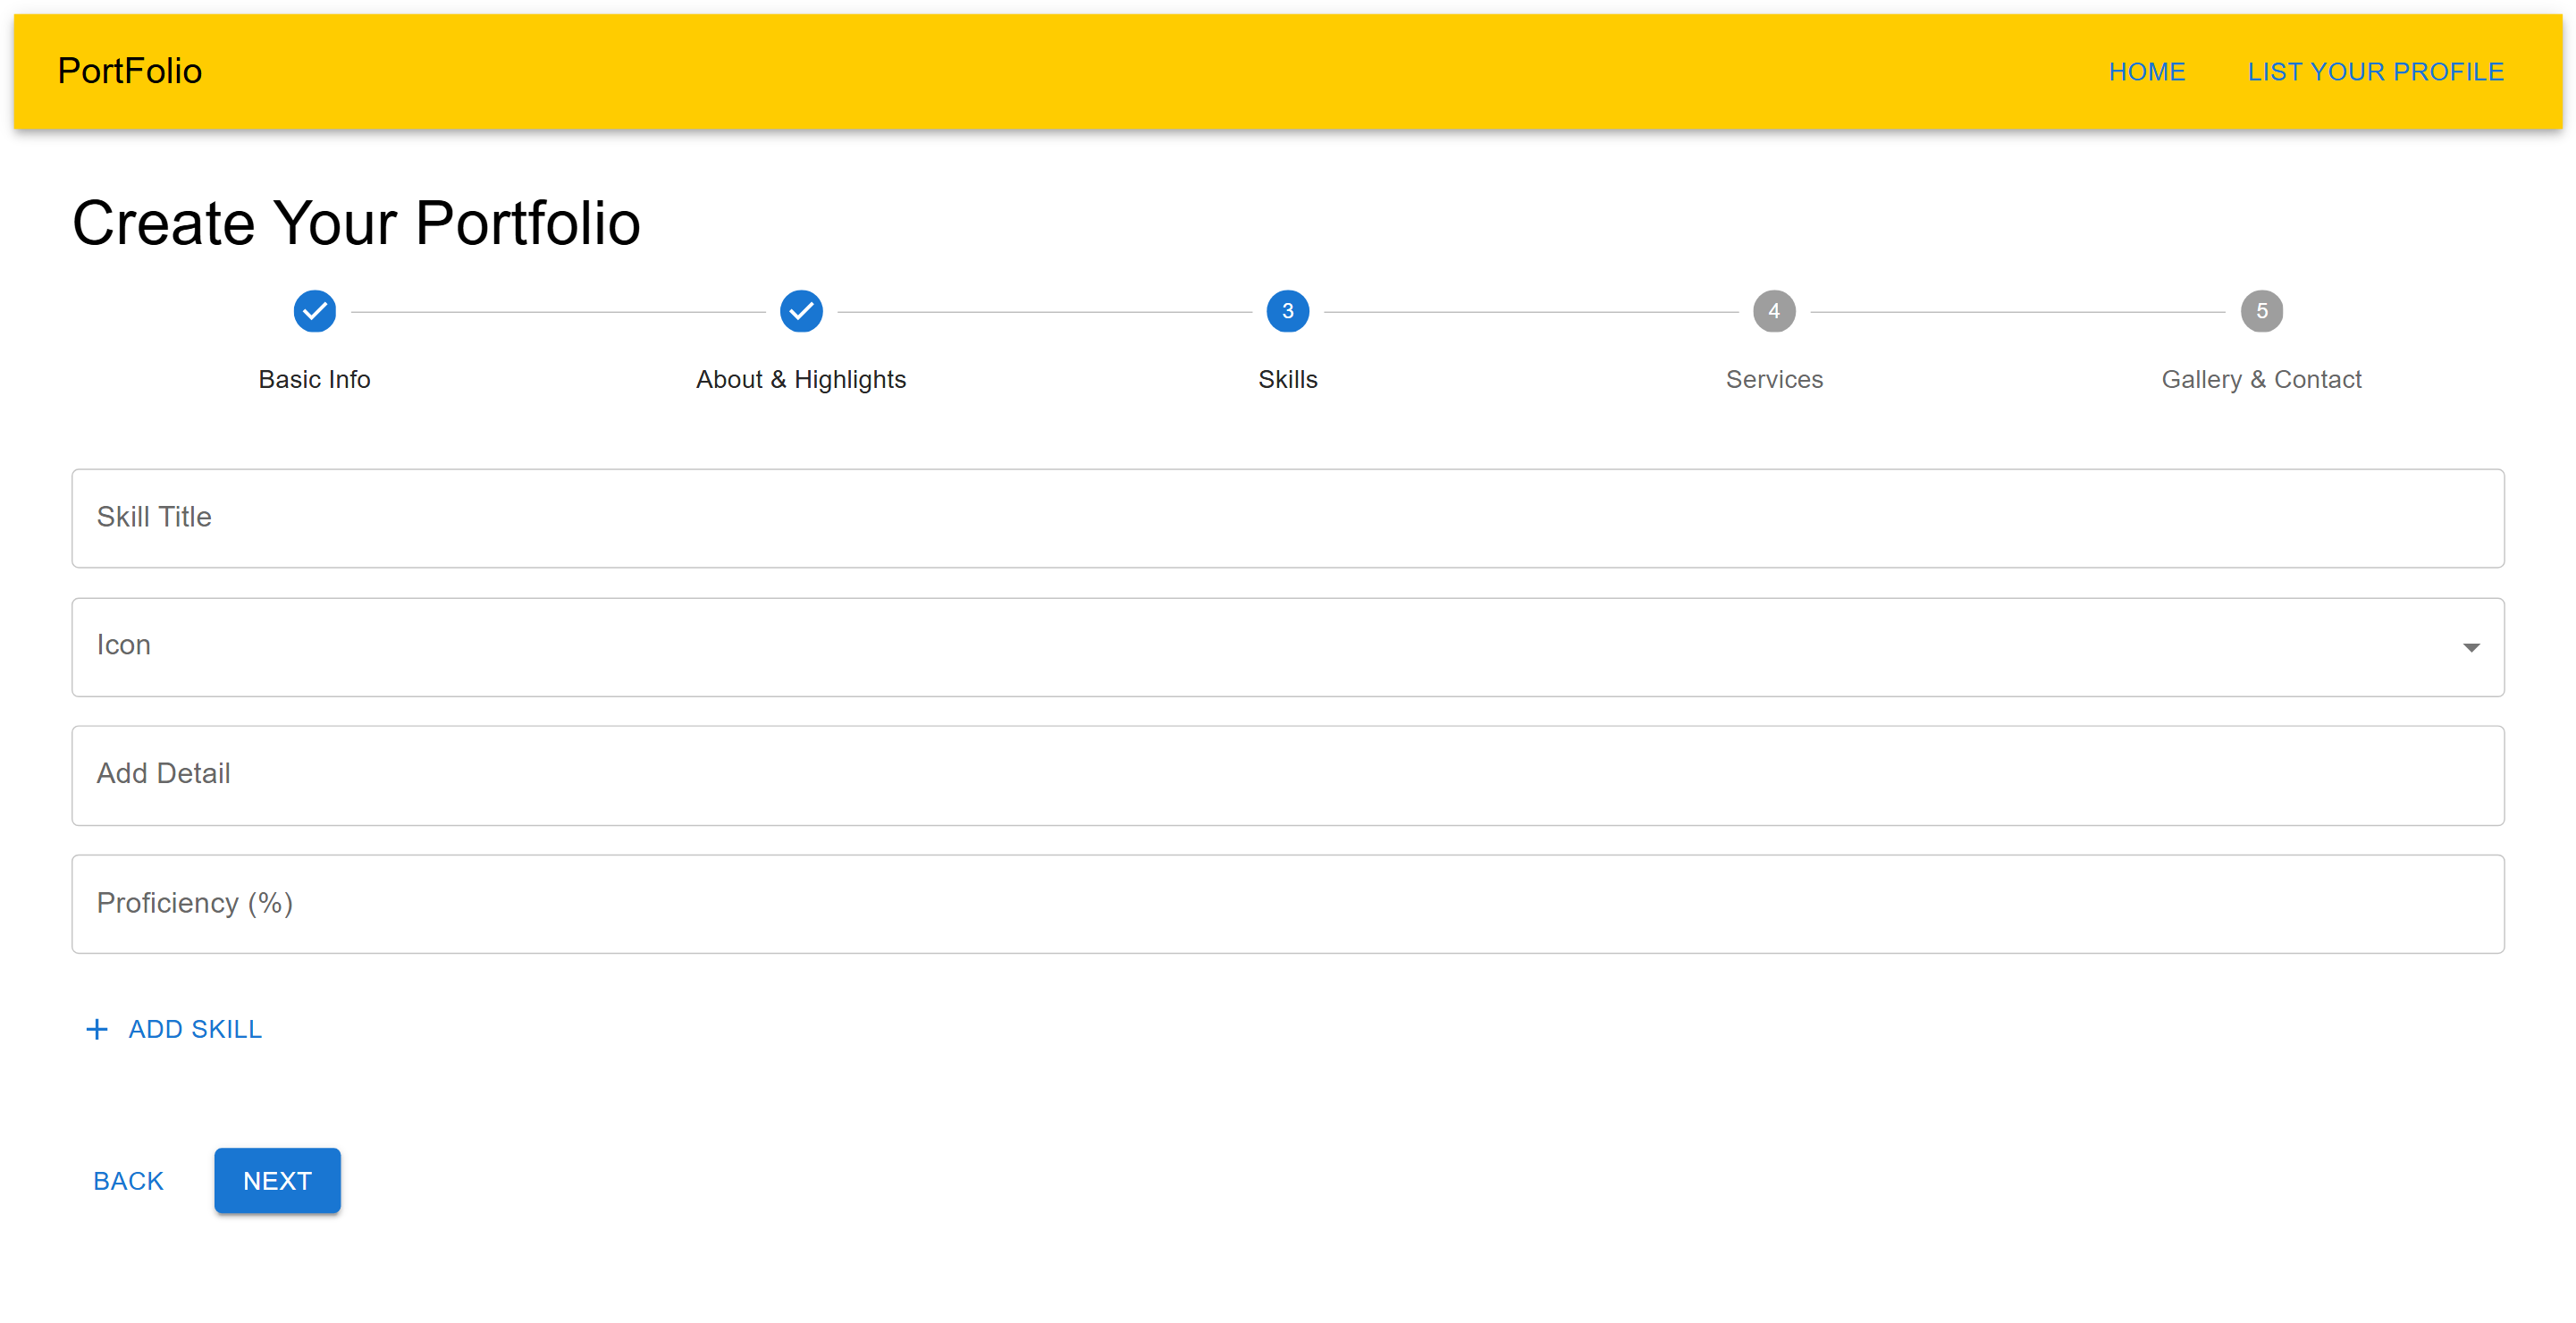 PortFolio HOME LIST YOUR PROFILE
Create Your Portfolio
3 4 5
Basic Info About & Highlights Skills Services Gallery & Contact
Skill Title
Icon
Add Detail
Proficiency (%)
ADD SKILL
BACK NEXT